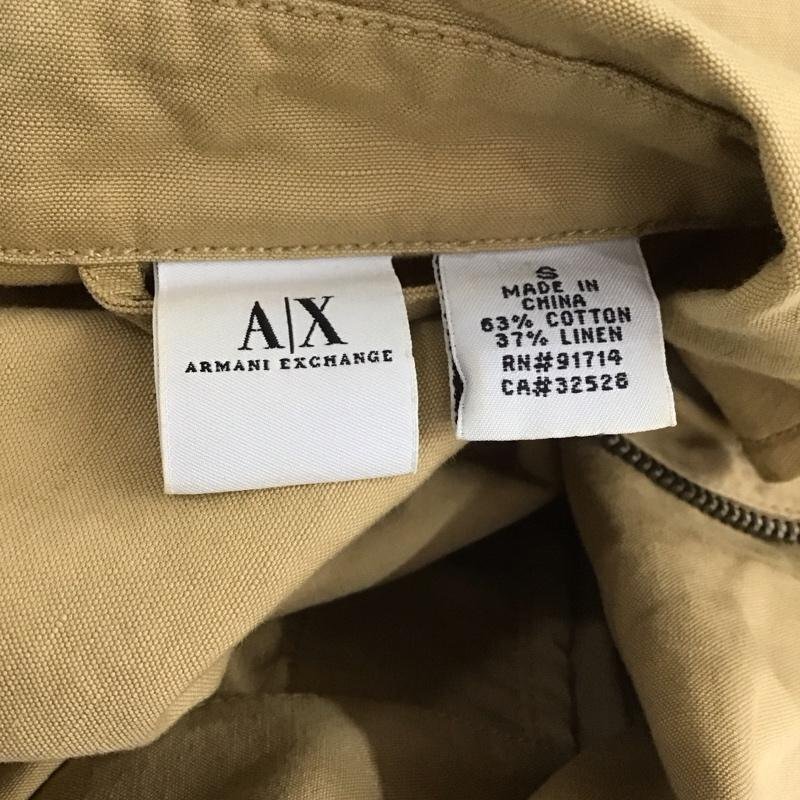 A|X
ARMANI EXCHANGE
S
MADE IN
CHINA
63% COTTON
37% LINEN
RN#91714
CA#32528